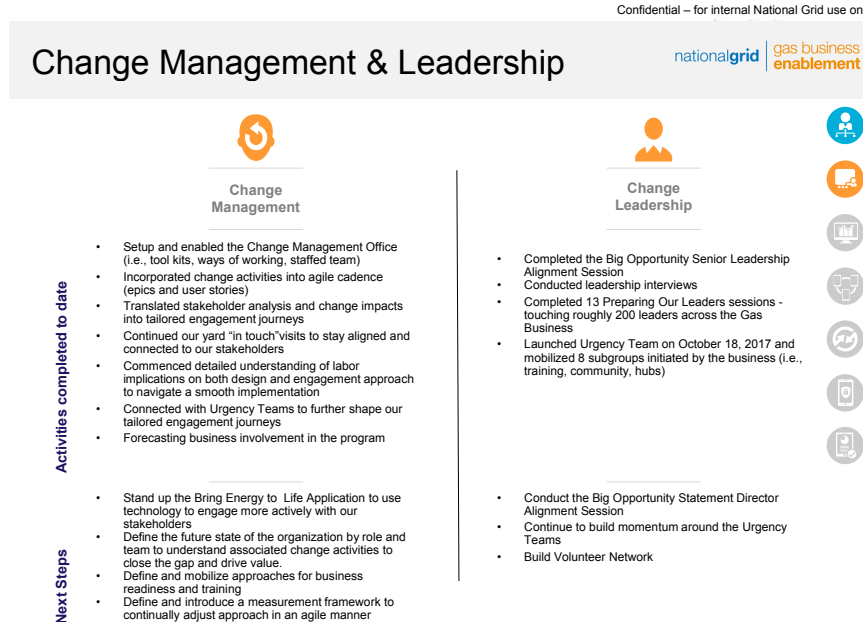 Confidential – for internal National Grid use on
Change Management & Leadership
nationalgrid
gas business
enablement
Change
Management
Activities completed to date
• Setup and enabled the Change Management Office
(i.e., tool kits, ways of working, staffed team)
• Incorporated change activities into agile cadence
(epics and user stories)
• Translated stakeholder analysis and change impacts
into tailored engagement journeys
• Continued our yard “in touch”visits to stay aligned and
connected to our stakeholders
• Commenced detailed understanding of labor
implications on both design and engagement approach
to navigate a smooth implementation
• Connected with Urgency Teams to further shape our
tailored engagement journeys
• Forecasting business involvement in the program
Change
Leadership
• Completed the Big Opportunity Senior Leadership
Alignment Session
• Conducted leadership interviews
• Completed 13 Preparing Our Leaders sessions -
touching roughly 200 leaders across the Gas
Business
• Launched Urgency Team on October 18, 2017 and
mobilized 8 subgroups initiated by the business (i.e.,
training, community, hubs)
Next Steps
• Stand up the Bring Energy to Life Application to use
technology to engage more actively with our
stakeholders
• Define the future state of the organization by role and
team to understand associated change activities to
close the gap and drive value.
• Define and mobilize approaches for business
readiness and training
• Define and introduce a measurement framework to
continually adjust approach in an agile manner
• Conduct the Big Opportunity Statement Director
Alignment Session
• Continue to build momentum around the Urgency
Teams
• Build Volunteer Network